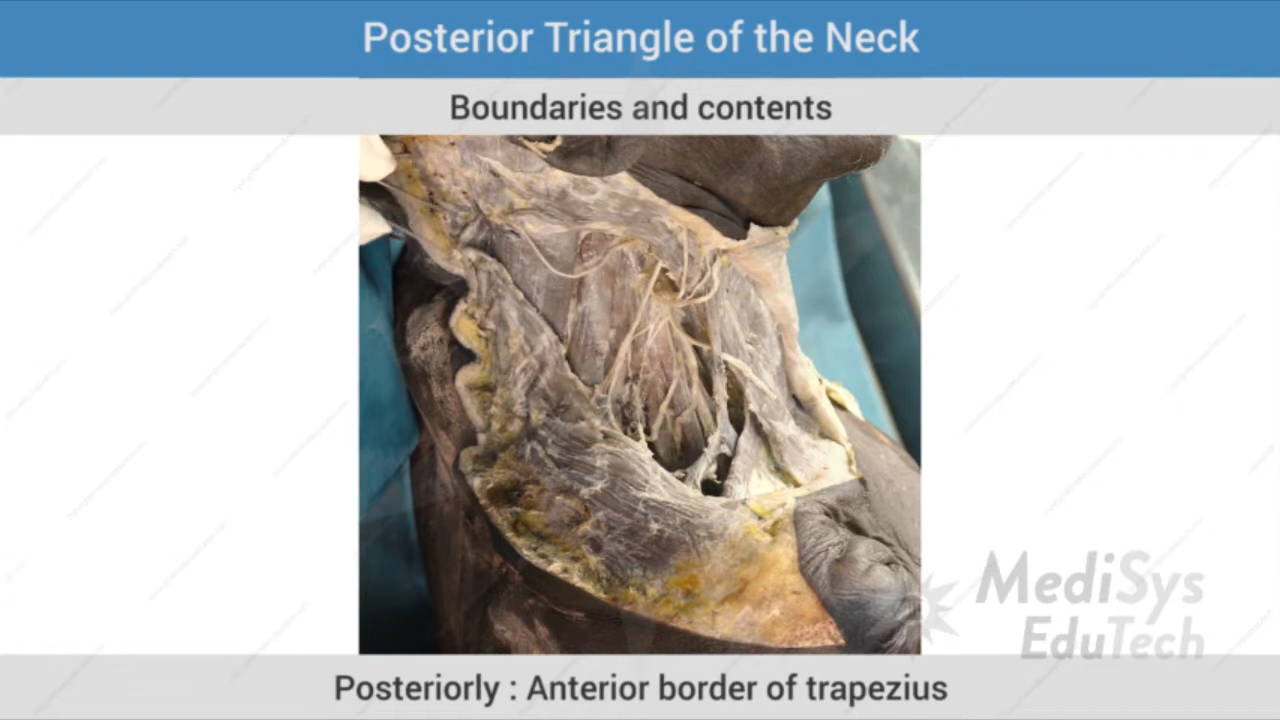 Posterior Triangle of the Neck
Boundaries and contents
MediSys
EduTech
Posteriorly : Anterior border of trapezius